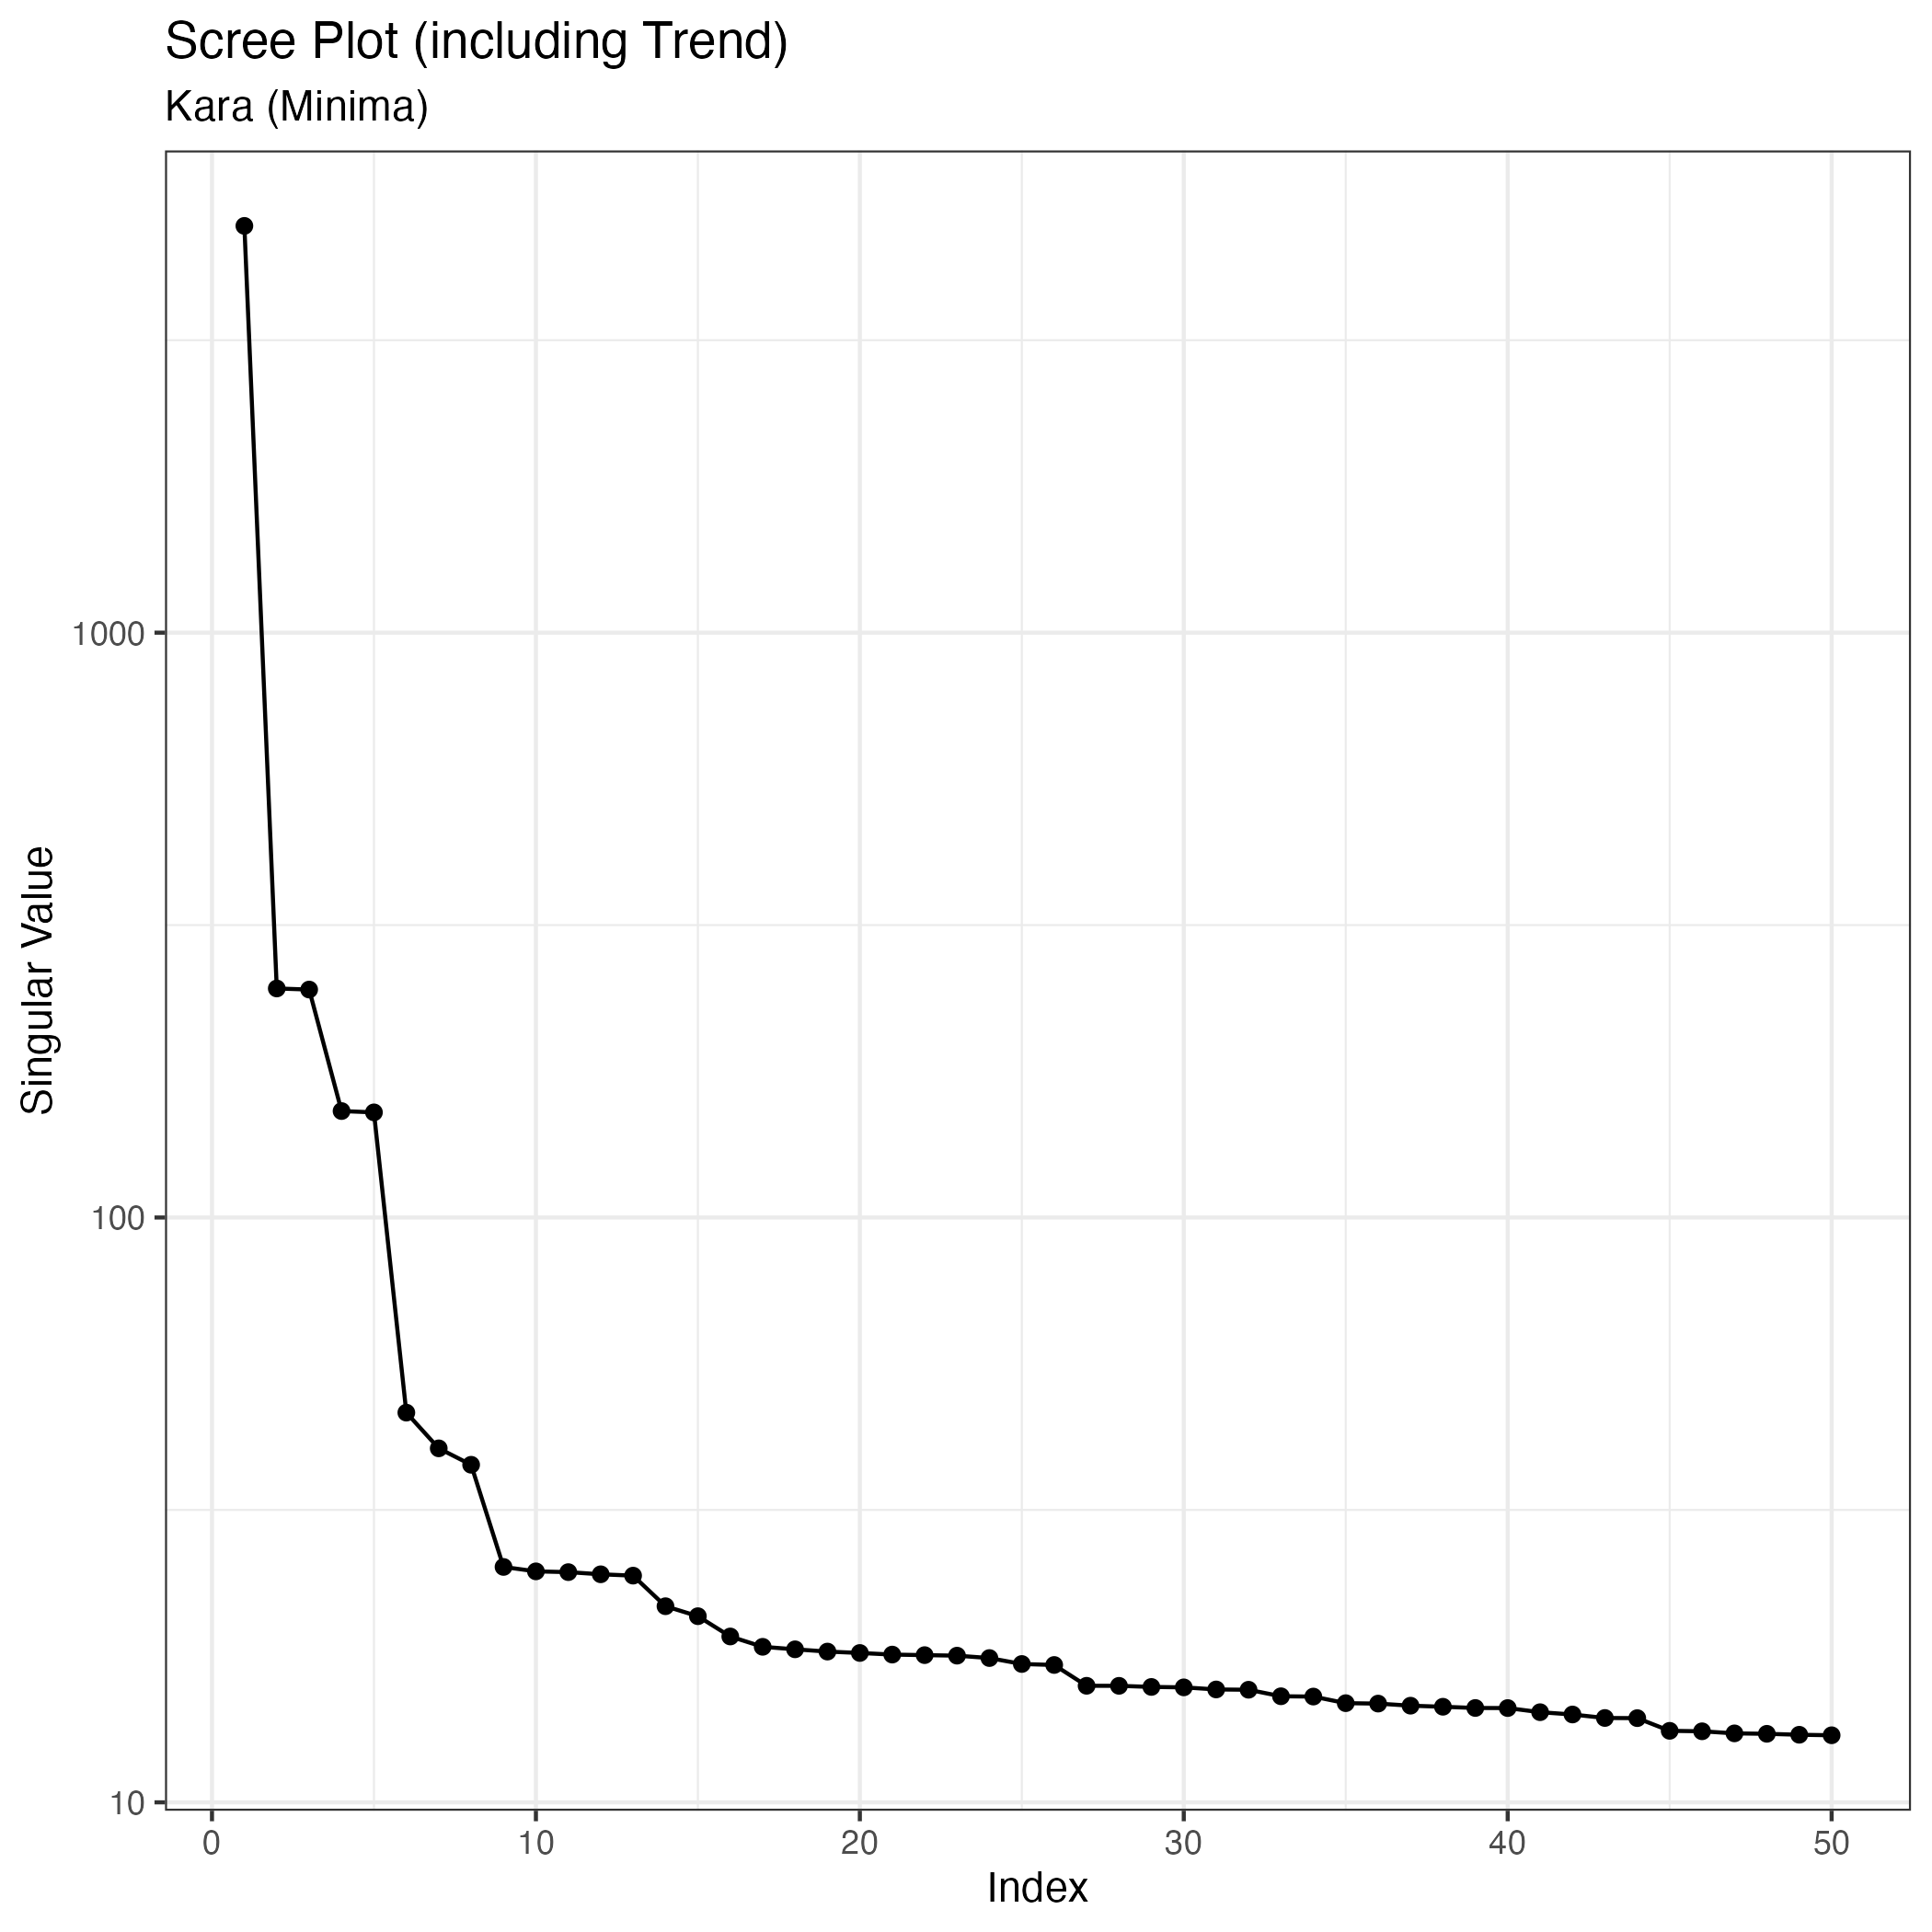 Scree Plot (including Trend)
Kara (Minima)
Singular Value
1000
100
10
0 10 20 30 40 50
Index